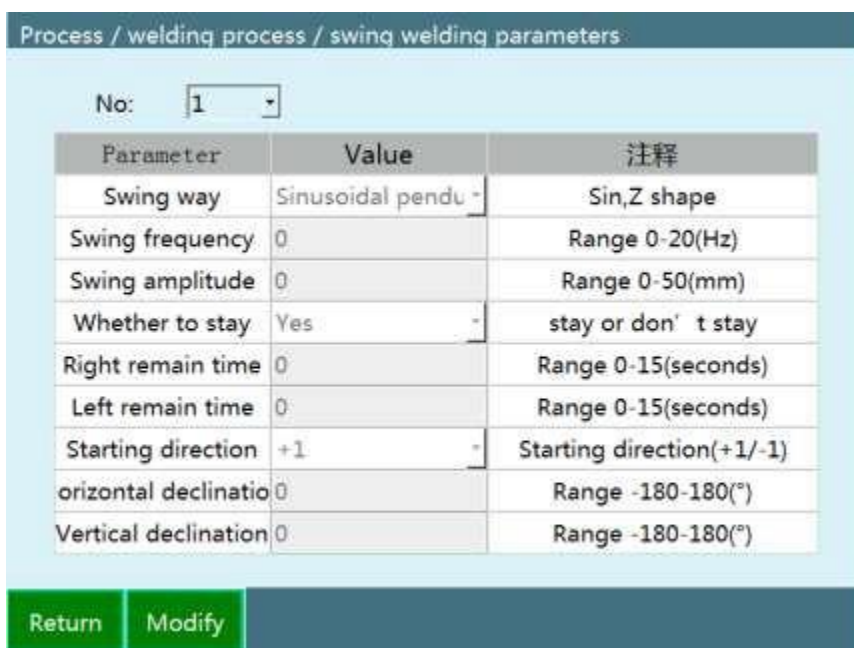 Process / welding process / swing welding parameters
No: 1
Parameter Value 注释
Swing way Sinusoidal pendu Sin,Z shape
Swing frequency 0 Range 0-20(Hz)
Swing amplitude 0 Range 0-50(mm)
Whether to stay Yes stay or don't stay
Right remain time 0 Range 0-15(seconds)
Left remain time 0 Range 0-15(seconds)
Starting direction +1 Starting direction(+1/-1)
orizontal declinatio 0 Range -180-180(°)
Vertical declination 0 Range -180-180(°)
Return Modify